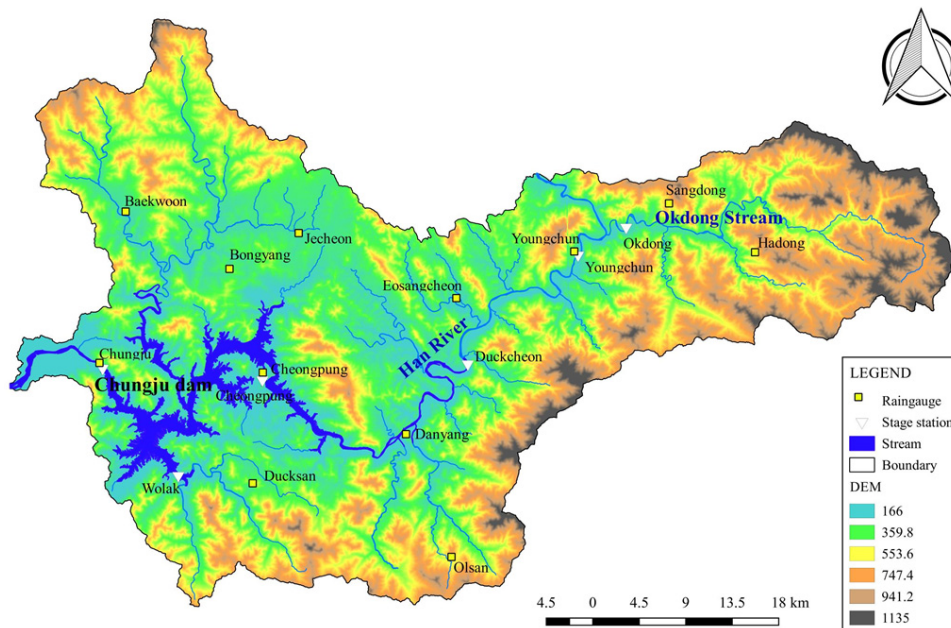 Sangdong
Baekwoon
Okdong Stream
Jecheon
Youngchun
Okdong
Hadong
Bongyang
Youngchun
Eosangcheon
Han River
Chungju
Duckcheon
Cheongpung
Chungju dam
Cheongpung
Danyang
Wolak
Ducksan
Olsan
LEGEND
Raingauge
Stage station
Stream
Boundary
DEM
166
359.8
553.6
747.4
941.2
1135
4.5 0 4.5 9 13.5 18 km